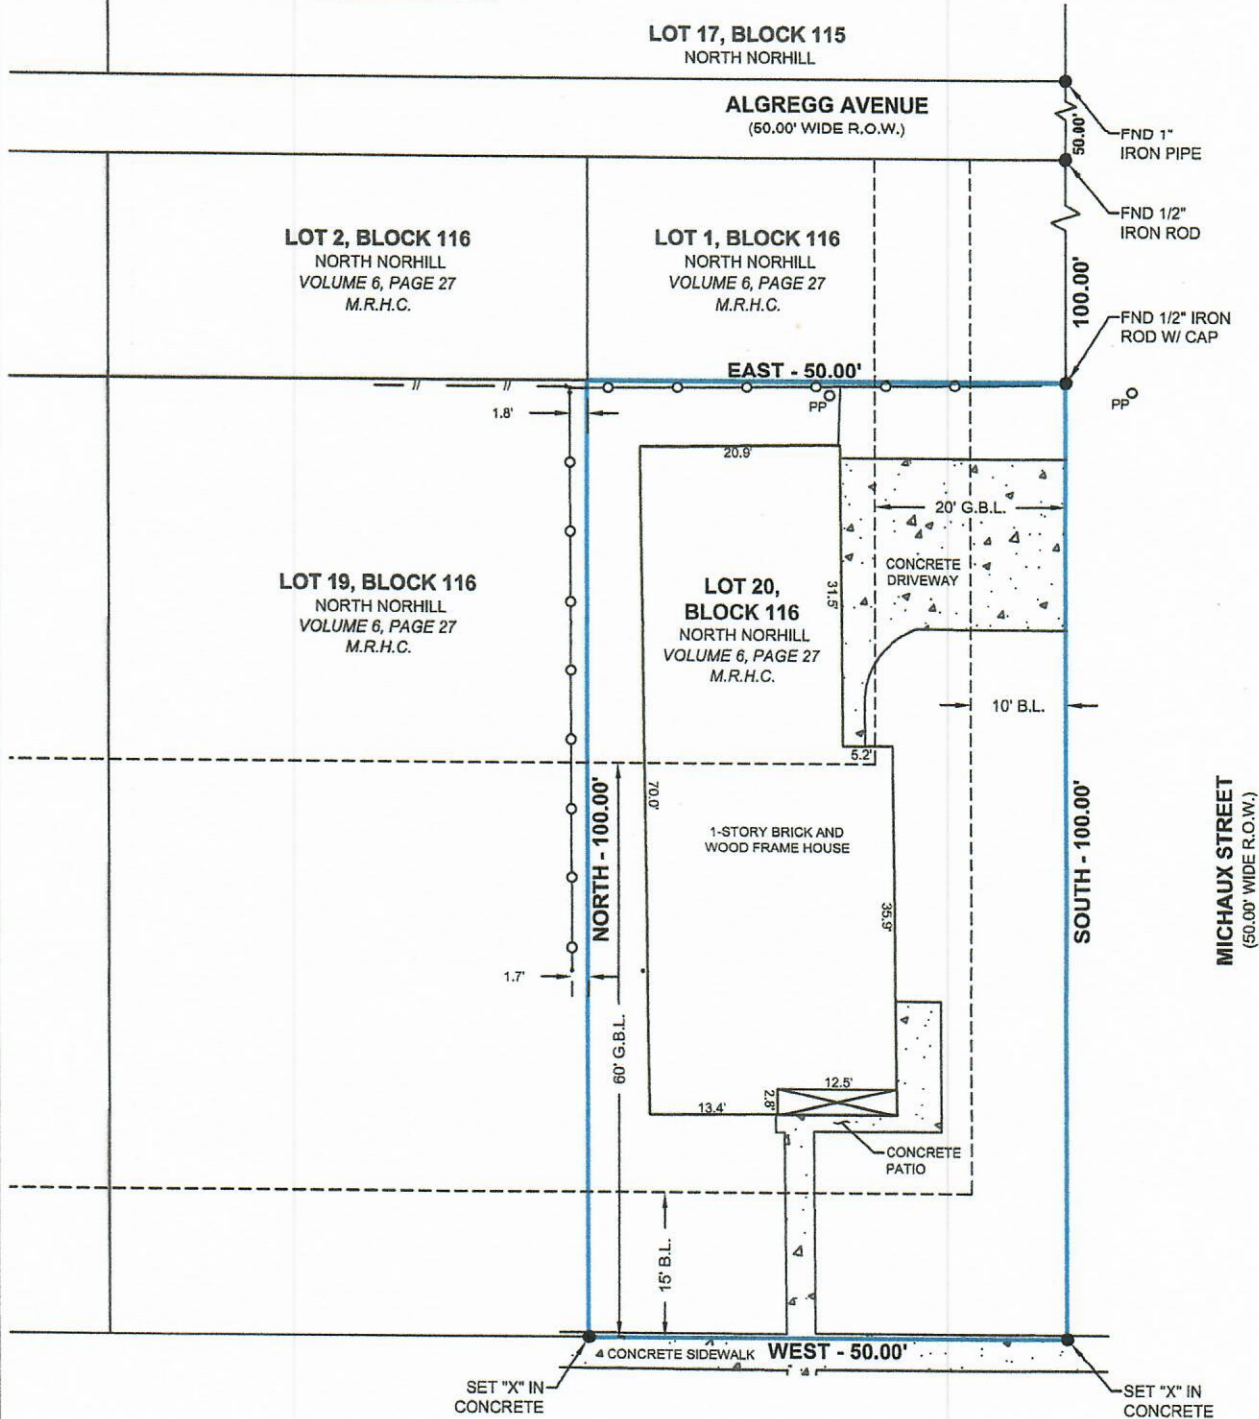 LOT 17, BLOCK 115
NORTH NORHILL
ALGREGG AVENUE
(50.00' WIDE R.O.W.)
50.00'
FND 1"
IRON PIPE
FND 1/2"
IRON ROD
LOT 2, BLOCK 116
NORTH NORHILL
VOLUME 6, PAGE 27
M.R.H.C.
LOT 1, BLOCK 116
NORTH NORHILL
VOLUME 6, PAGE 27
M.R.H.C.
100.00'
FND 1/2" IRON
ROD W/ CAP
EAST - 50.00'
PP
PP
1.8'
20.9'
20' G.B.L.
CONCRETE
DRIVEWAY
LOT 19, BLOCK 116
NORTH NORHILL
VOLUME 6, PAGE 27
M.R.H.C.
LOT 20,
BLOCK 116
NORTH NORHILL
VOLUME 6, PAGE 27
M.R.H.C.
31.5'
10' B.L.
5.2'
70.0'
NORTH - 100.00'
1-STORY BRICK AND
WOOD FRAME HOUSE
SOUTH - 100.00'
MICHAUX STREET
(50.00' WIDE R.O.W.)
35.9'
1.7'
60' G.B.L.
12.5'
2.8'
13.4'
CONCRETE
PATIO
15' B.L.
CONCRETE SIDEWALK
WEST - 50.00'
SET "X" IN
CONCRETE
SET "X" IN
CONCRETE